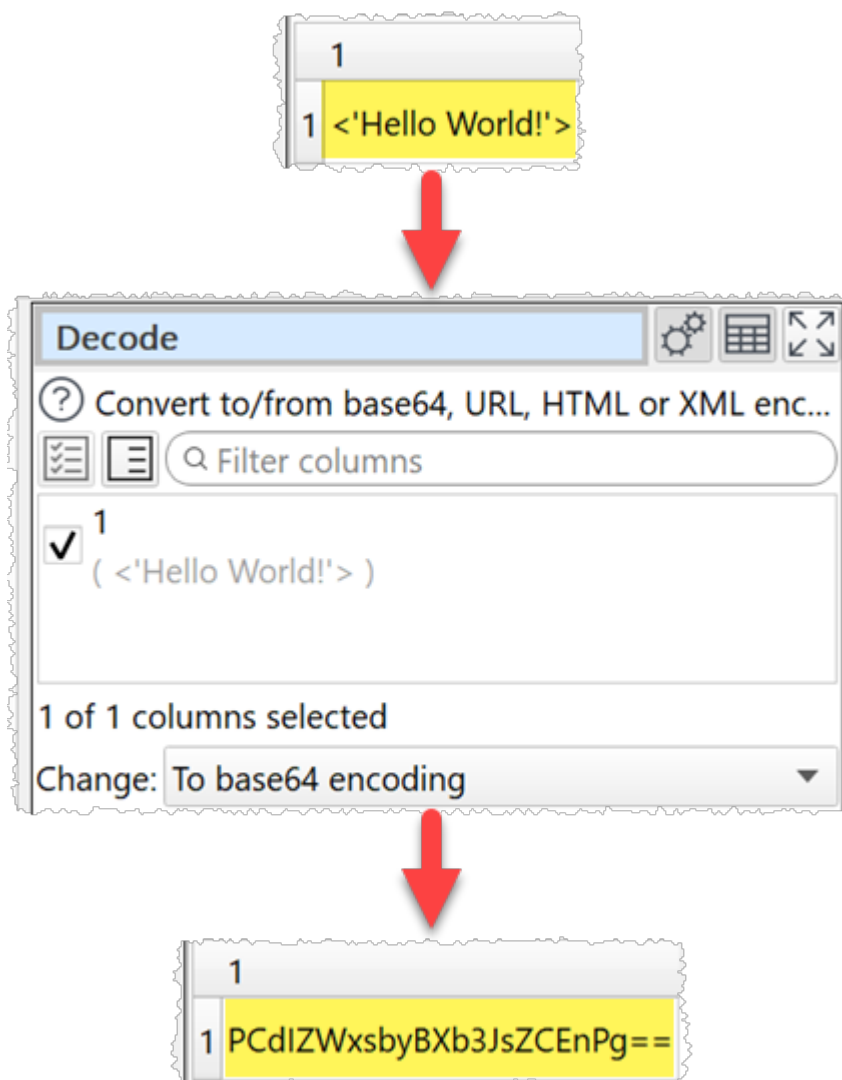 1
1 <'Hello World!'>
Decode
? Convert to/from base64, URL, HTML or XML enc...
Filter columns
1
( <'Hello World!'> )
1 of 1 columns selected
Change: To base64 encoding
1
1 PCdIZWxsbyBXb3JsZCEnPg==